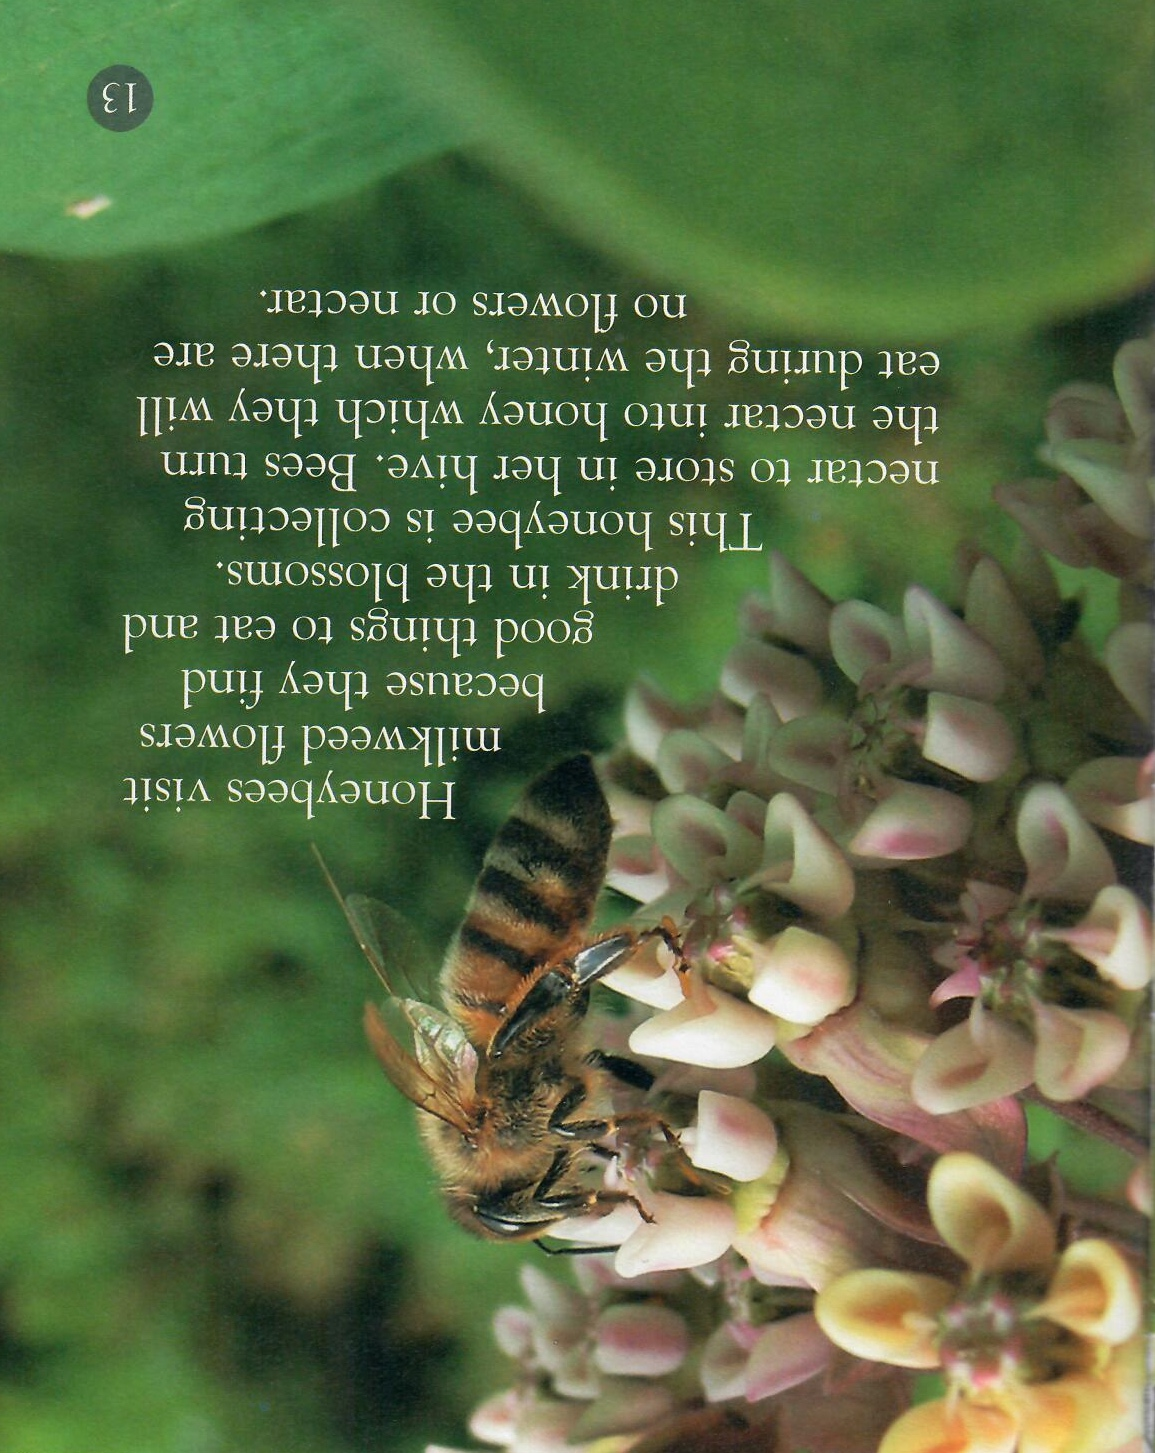 Honeybees visit
milkweed flowers
because they find
good things to eat and
drink in the blossoms.
This honeybee is collecting
nectar to store in her hive. Bees turn
the nectar into honey which they will
eat during the winter, when there are
no flowers or nectar.
13